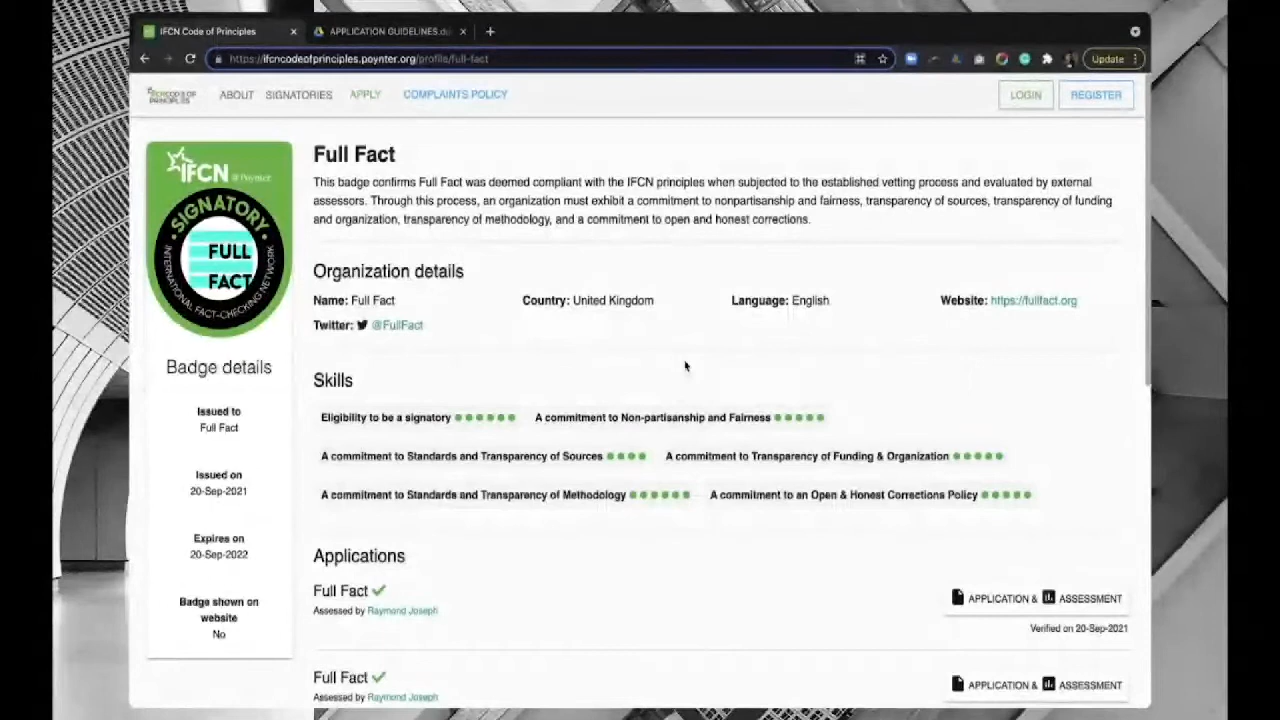 IFCN Code of Principles
APPLICATION GUIDELINES.d
https://ifcncodeofprinciples.poynter.org/profile/full-fact
Update
CODE OF
PRINCIPLES
ABOUT
SIGNATORIES
APPLY
COMPLAINTS POLICY
LOGIN
REGISTER
IFCN @ Poynter
SIGNATORY
FULL
FACT
INTERNATIONAL FACT-CHECKING NETWORK
Badge details
Issued to
Full Fact
Issued on
20-Sep-2021
Expires on
20-Sep-2022
Badge shown on
website
No
Full Fact
This badge confirms Full Fact was deemed compliant with the IFCN principles when subjected to the established vetting process and evaluated by external
assessors. Through this process, an organization must exhibit a commitment to nonpartisanship and fairness, transparency of sources, transparency of funding
and organization, transparency of methodology, and a commitment to open and honest corrections.
Organization details
Name: Full Fact
Country: United Kingdom
Language: English
Website: https://fullfact.org
Twitter: @FullFact
Skills
Eligibility to be a signatory
A commitment to Non-partisanship and Fairness
A commitment to Standards and Transparency of Sources
A commitment to Transparency of Funding & Organization
A commitment to Standards and Transparency of Methodology
A commitment to an Open & Honest Corrections Policy
Applications
Full Fact
Assessed by Raymond Joseph
APPLICATION & ASSESSMENT
Verified on 20-Sep-2021
Full Fact
Assessed by Raymond Joseph
APPLICATION & ASSESSMENT